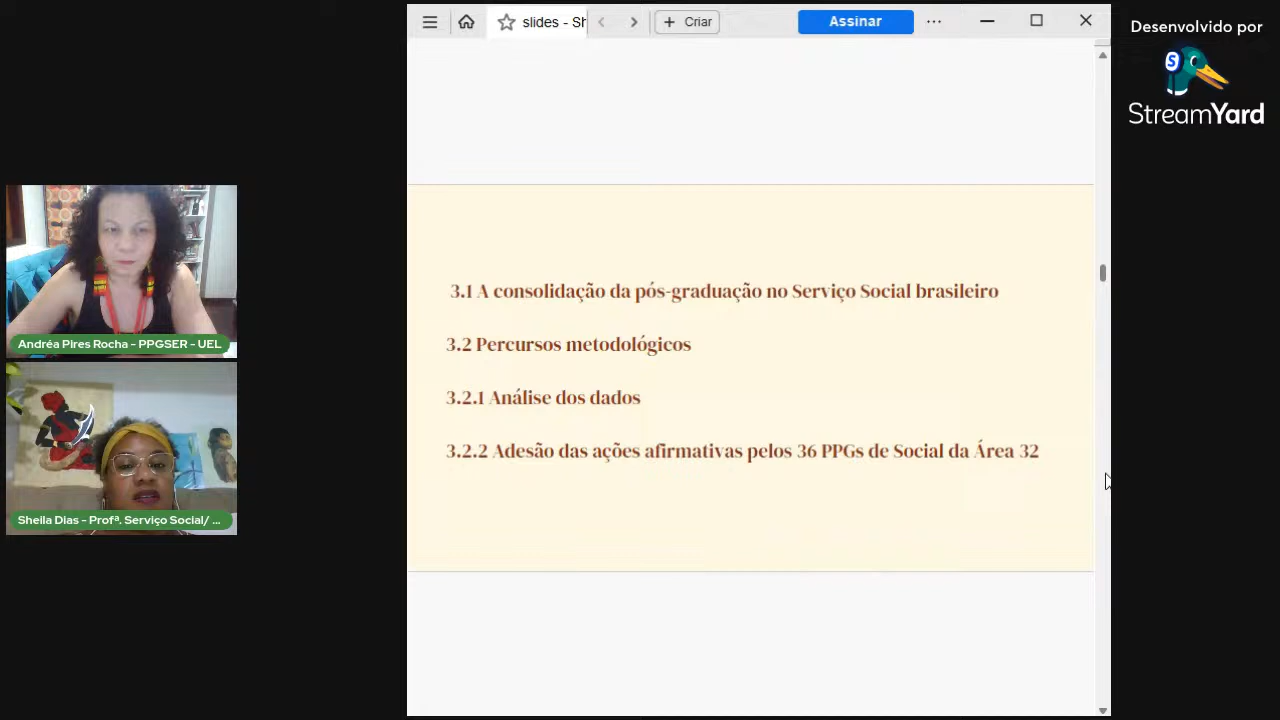 slides - Sh
Criar
Assinar
Desenvolvido por
StreamYard
3.1 A consolidação da pós-graduação no Serviço Social brasileiro
3.2 Percursos metodológicos
3.2.1 Análise dos dados
3.2.2 Adesão das ações afirmativas pelos 36 PPGs de Social da Área 32
Andréa Pires Rocha - PPGSER - UEL
Sheila Dias - Profª. Serviço Social/ ...